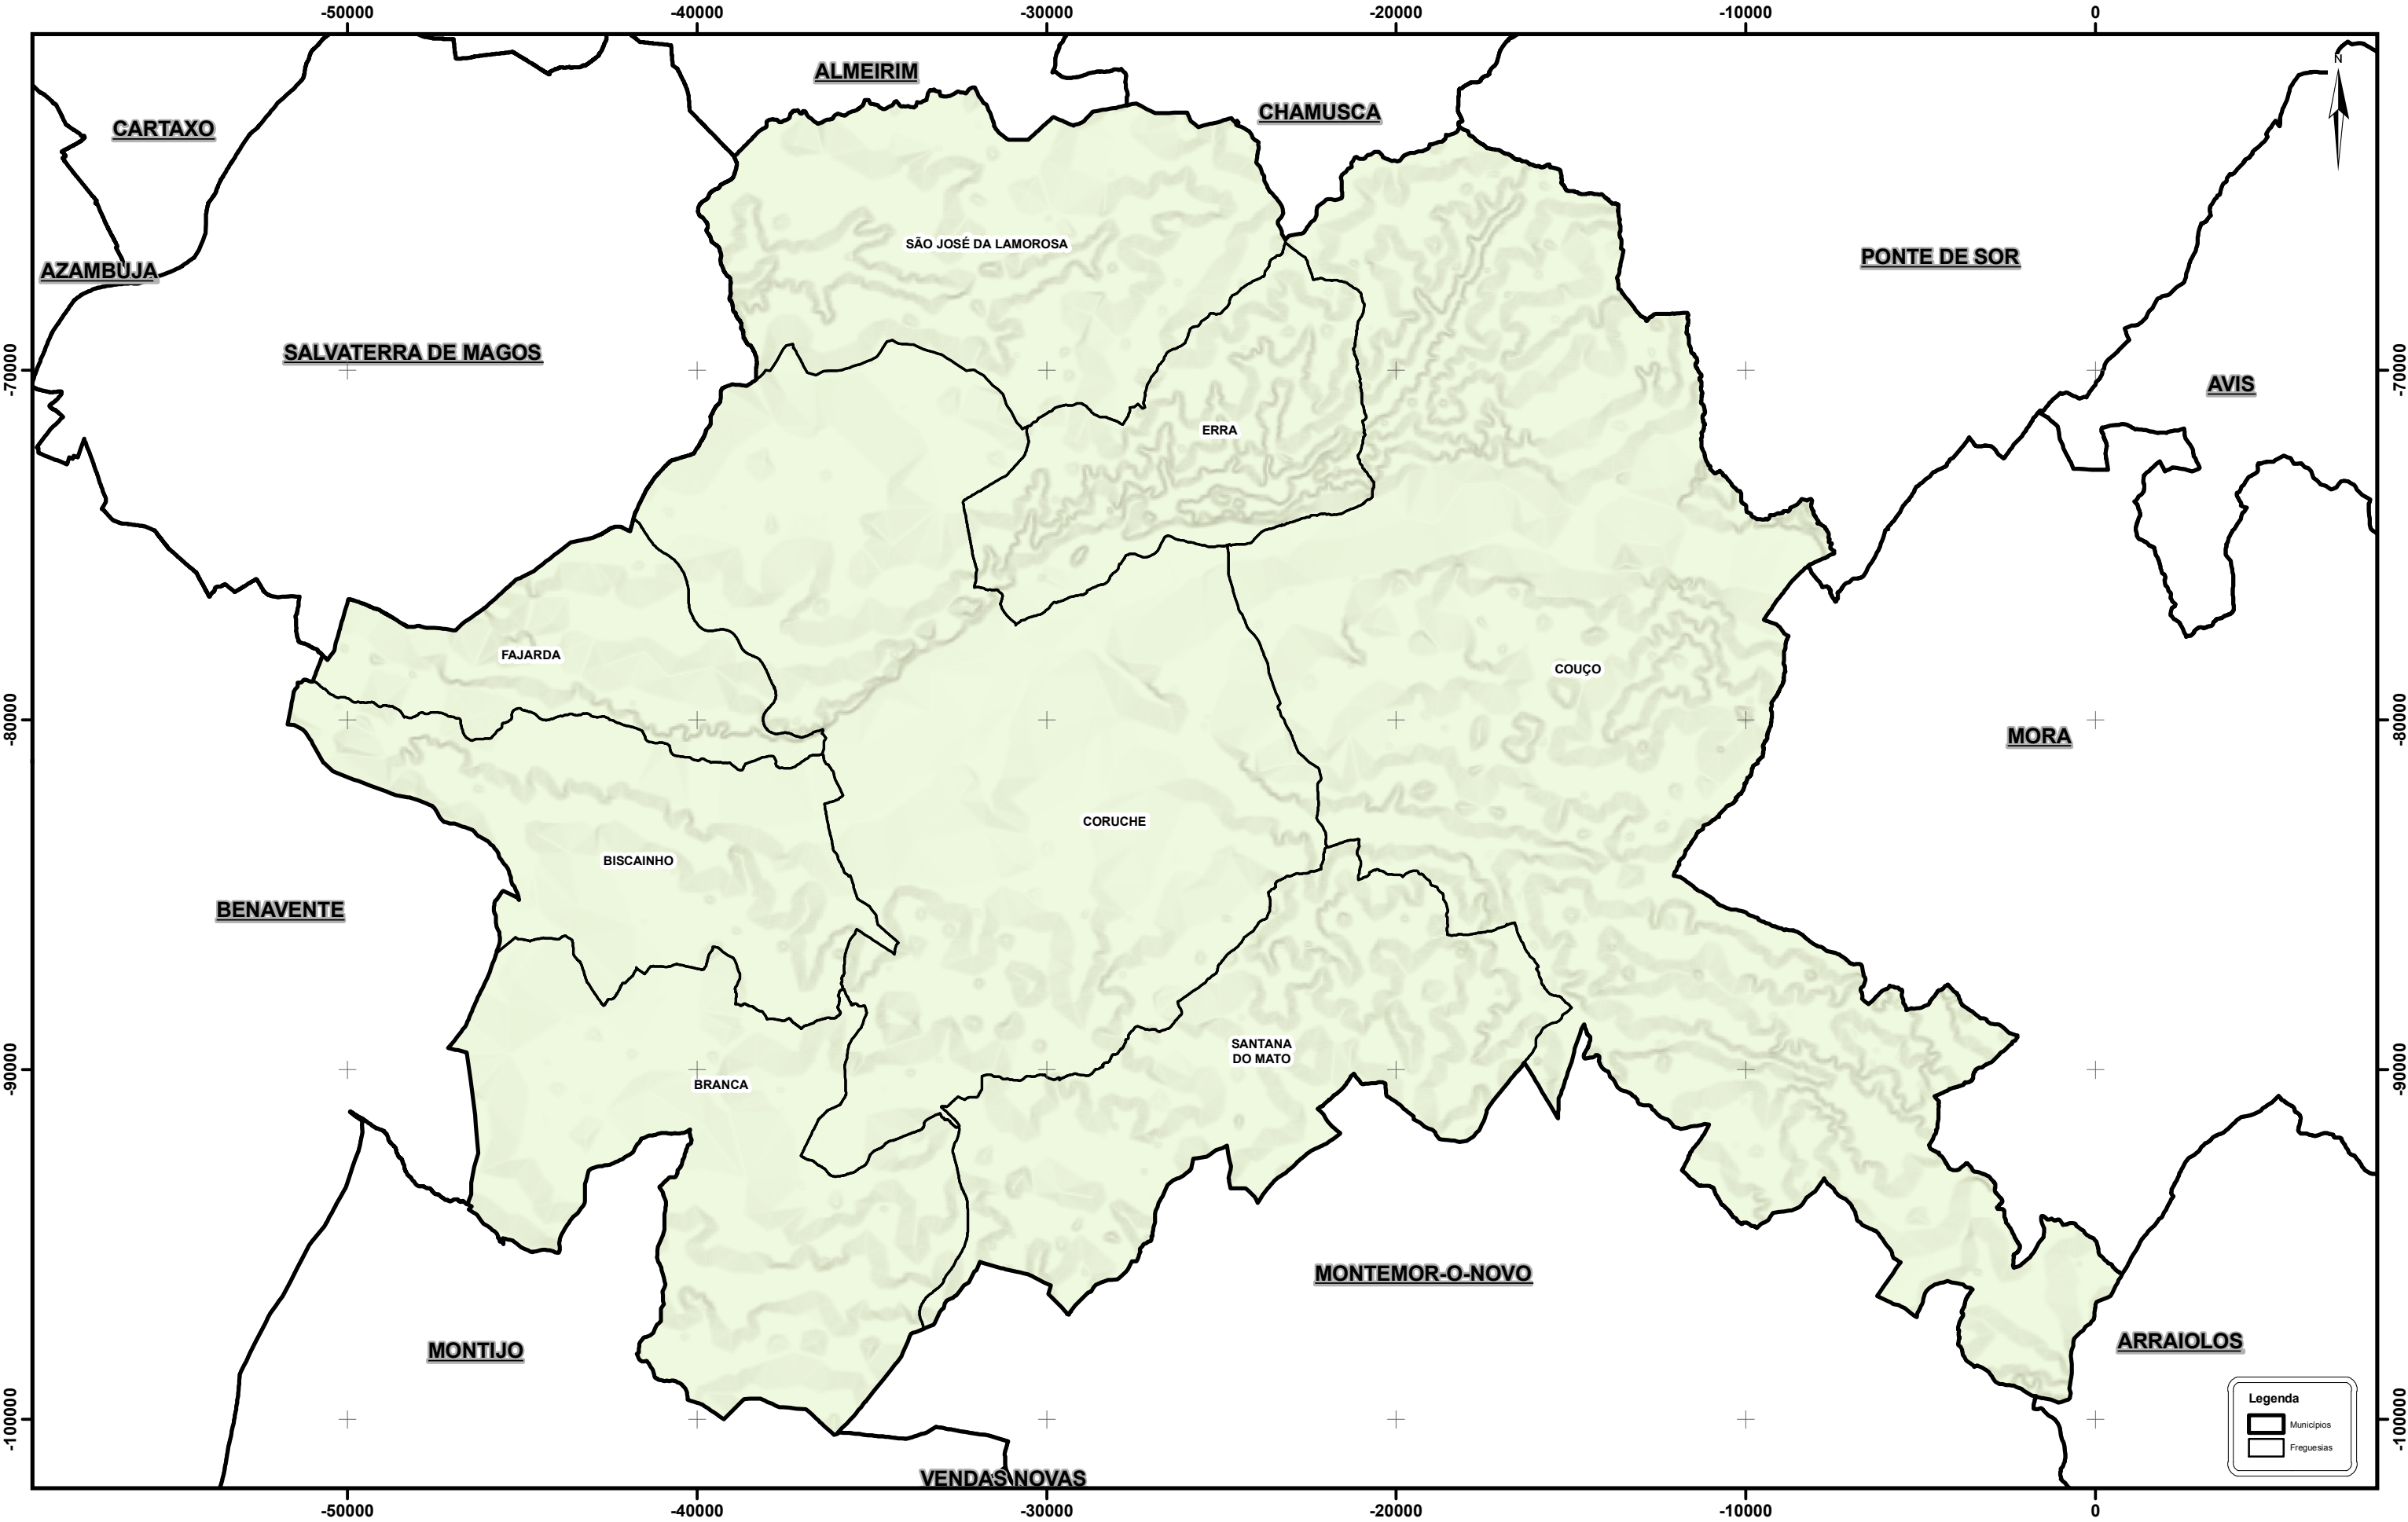 -50000 -40000 -30000 -20000 -10000 0
ALMEIRIM
CHAMUSCA
CARTAXO
N
SÃO JOSÉ DA LAMOROSA
PONTE DE SOR
AZAMBUJA
SALVATERRA DE MAGOS
-70000 -70000
AVIS
ERRA
FAJARDA
COUÇO
-80000 -80000
MORA
CORUCHE
BISCAINHO
BENAVENTE
SANTANA
DO MATO
-90000 -90000
BRANCA
MONTEMOR-O-NOVO
MONTIJO
ARRAIOLOS
-100000 -100000
Legenda
Municípios
Freguesias
VENDAS NOVAS
-50000 -40000 -30000 -20000 -10000 0